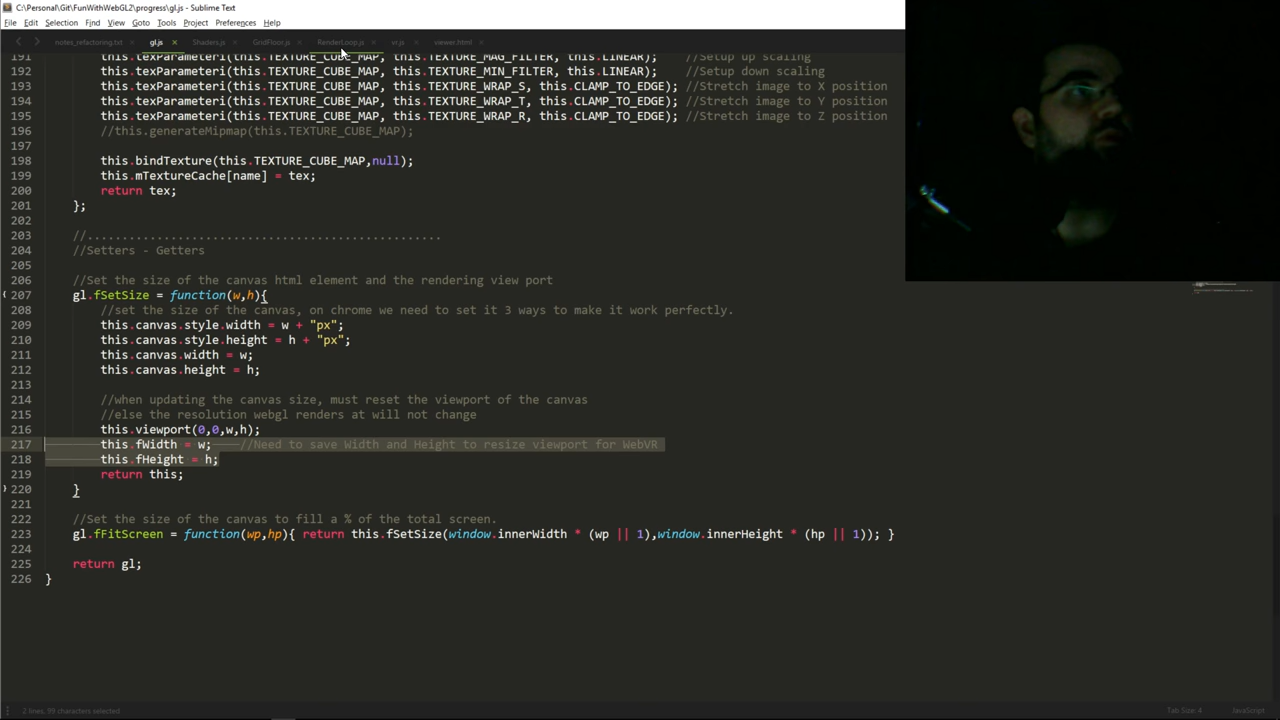 C:\Personal\Git\FunWithWebGL2\progress\gl.js - Sublime Text
File Edit Selection Find View Goto Tools Project Preferences Help
notes_refactoring.txt × gl.js × Shaders.js × GridFloor.js × RenderLoop.js × vr.js × viewer.html ×
191 this.texParameteri(this.TEXTURE_CUBE_MAP, this.TEXTURE_MAG_FILTER, this.LINEAR); //Setup up scaling
192 this.texParameteri(this.TEXTURE_CUBE_MAP, this.TEXTURE_MIN_FILTER, this.LINEAR); //Setup down scaling
193 this.texParameteri(this.TEXTURE_CUBE_MAP, this.TEXTURE_WRAP_S, this.CLAMP_TO_EDGE); //Stretch image to X position
194 this.texParameteri(this.TEXTURE_CUBE_MAP, this.TEXTURE_WRAP_T, this.CLAMP_TO_EDGE); //Stretch image to Y position
195 this.texParameteri(this.TEXTURE_CUBE_MAP, this.TEXTURE_WRAP_R, this.CLAMP_TO_EDGE); //Stretch image to Z position
196 //this.generateMipmap(this.TEXTURE_CUBE_MAP);
197
198 this.bindTexture(this.TEXTURE_CUBE_MAP,null);
199 this.mTextureCache[name] = tex;
200 return tex;
201 };
202
203 //...................................................
204 //Setters - Getters
205
206 //Set the size of the canvas html element and the rendering view port
207 gl.fSetSize = function(w,h){
208 //set the size of the canvas, on chrome we need to set it 3 ways to make it work perfectly.
209 this.canvas.style.width = w + "px";
210 this.canvas.style.height = h + "px";
211 this.canvas.width = w;
212 this.canvas.height = h;
213
214 //when updating the canvas size, must reset the viewport of the canvas
215 //else the resolution webgl renders at will not change
216 this.viewport(0,0,w,h);
217 this.fWidth = w; //Need to save Width and Height to resize viewport for WebVR
218 this.fHeight = h;
219 return this;
220 }
221
222 //Set the size of the canvas to fill a % of the total screen.
223 gl.fFitScreen = function(wp,hp){ return this.fSetSize(window.innerWidth * (wp || 1),window.innerHeight * (hp || 1)); }
224
225 return gl;
226 }
2 lines, 99 characters selected Tab Size: 4 JavaScript